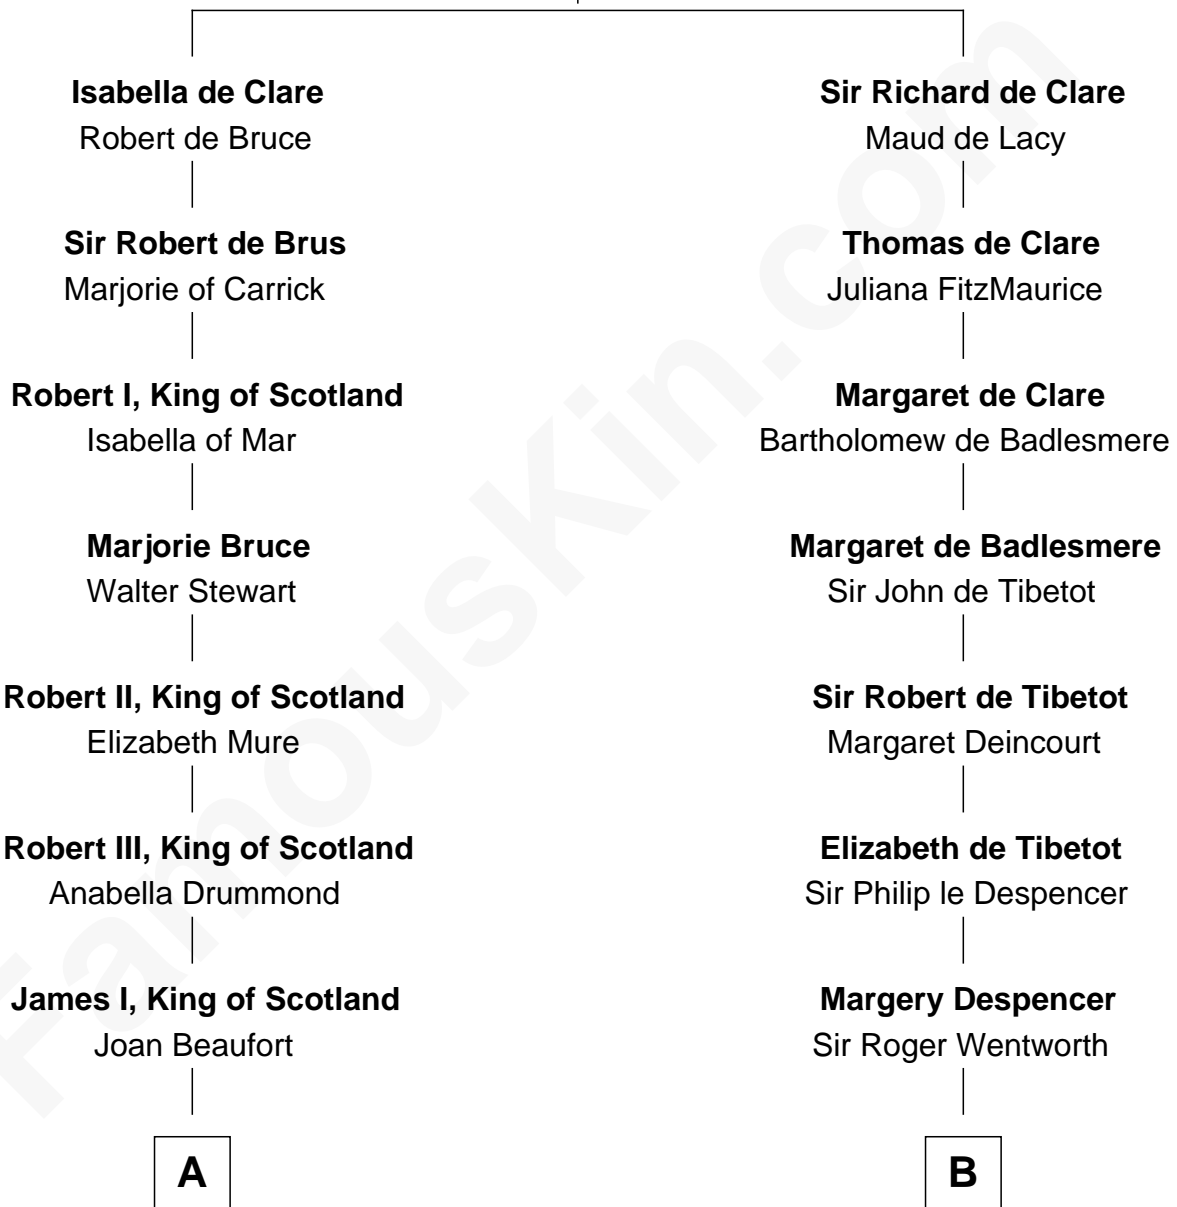 Isabella de Clare
Robert de Bruce
Sir Robert de Brus
Marjorie of Carrick
Robert I, King of Scotland
Isabella of Mar
Marjorie Bruce
Walter Stewart
Robert II, King of Scotland
Elizabeth Mure
Robert III, King of Scotland
Anabella Drummond
James I, King of Scotland
Joan Beaufort
A
Sir Richard de Clare
Maud de Lacy
Thomas de Clare
Juliana FitzMaurice
Margaret de Clare
Bartholomew de Badlesmere
Margaret de Badlesmere
Sir John de Tibetot
Sir Robert de Tibetot
Margaret Deincourt
Elizabeth de Tibetot
Sir Philip le Despencer
Margery Despencer
Sir Roger Wentworth
B
FamousKin.com